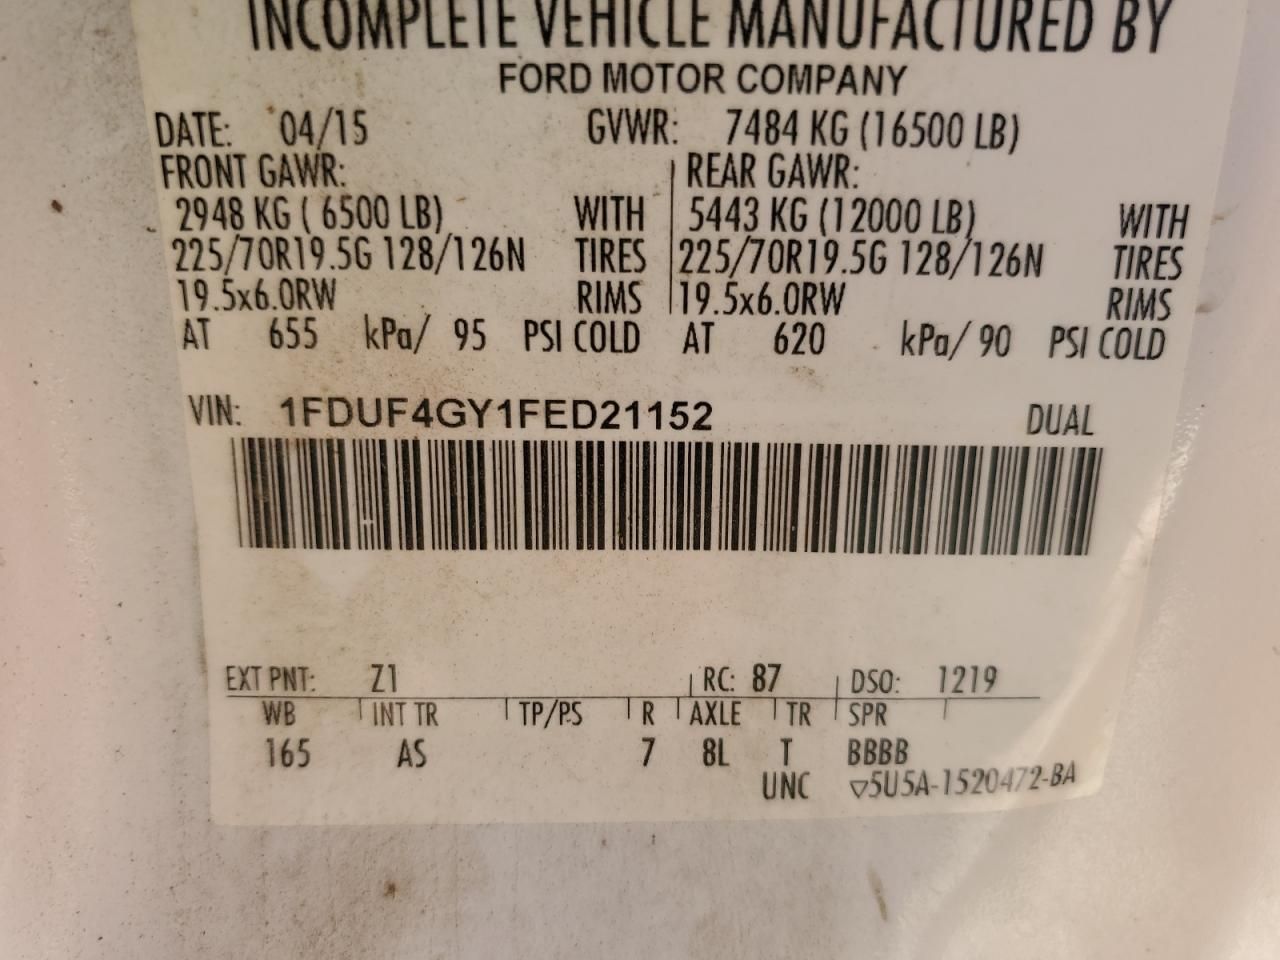 INCOMPLETE VEHICLE MANUFACTURED BY
FORD MOTOR COMPANY
DATE: 04/15 GVWR: 7484 KG (16500 LB)
FRONT GAWR: REAR GAWR:
2948 KG ( 6500 LB) WITH 5443 KG (12000 LB) WITH
225/70R19.5G 128/126N TIRES 225/70R19.5G 128/126N TIRES
19.5x6.0RW RIMS 19.5x6.0RW RIMS
AT 655 kPa/ 95 PSI COLD AT 620 kPa/ 90 PSI COLD
VIN: 1FDUF4GY1FED21152 DUAL
EXT PNT: Z1 RC: 87 DSO: 1219
WB INT TR TP/PS R AXLE TR SPR
165 AS 7 8L T BBBB
UNC ▽5U5A-1520472-BA